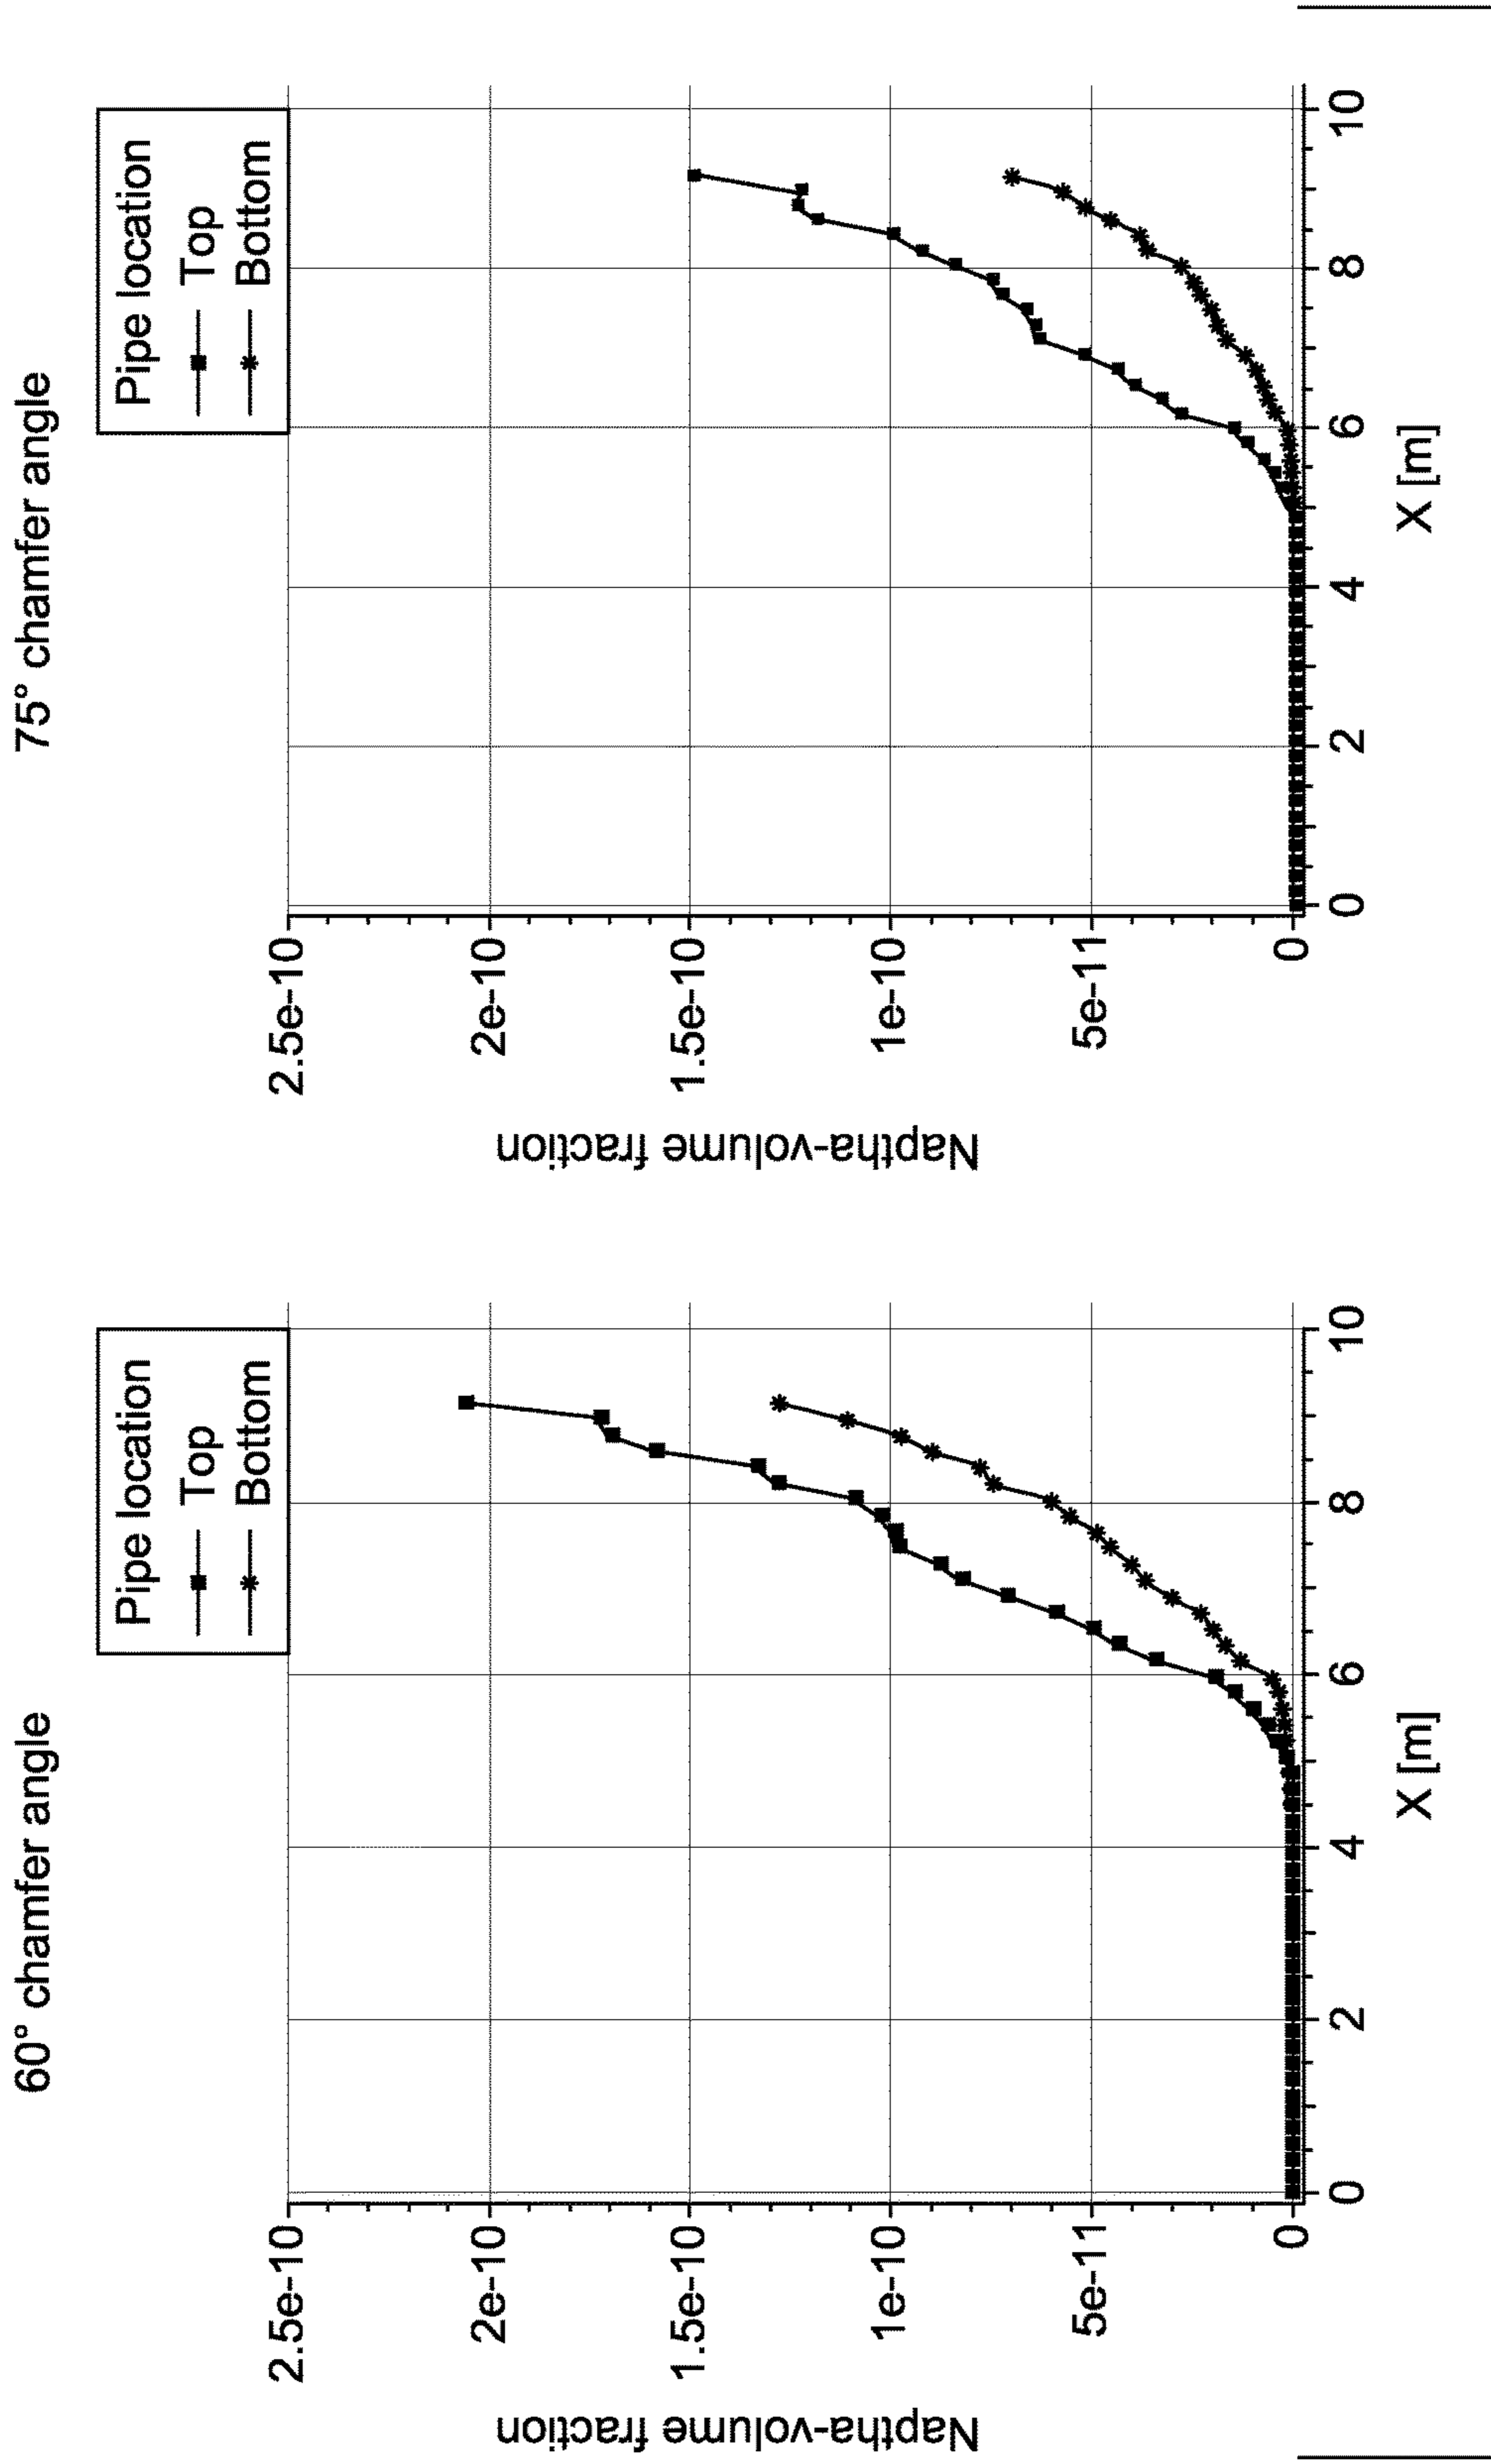 60° chamfer angle
Pipe location
Top
Bottom
Naptha-volume fraction
2.5e-10
2e-10
1.5e-10
1e-10
5e-11
0
0 2 4 6 8 10
X [m]
75° chamfer angle
Pipe location
Top
Bottom
Naptha-volume fraction
2.5e-10
2e-10
1.5e-10
1e-10
5e-11
0
0 2 4 6 8 10
X [m]